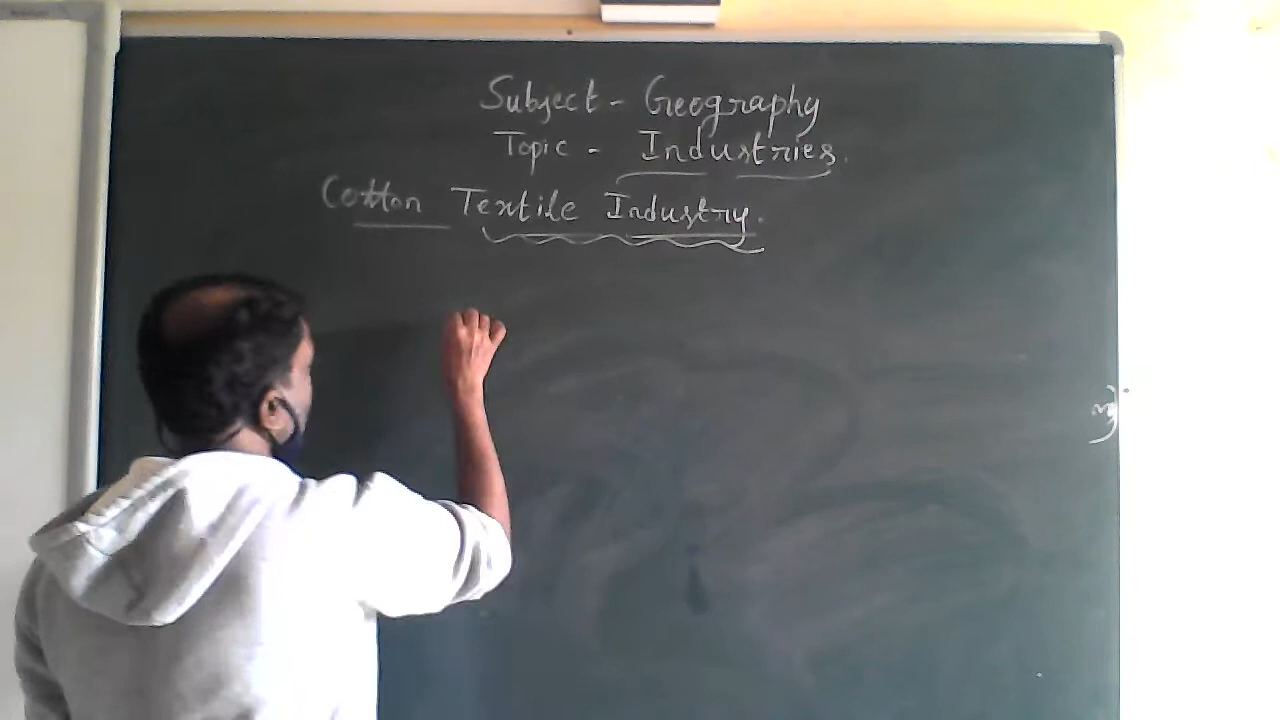 Subject - Geography
Topic - Industries.
Cotton Textile Industry.